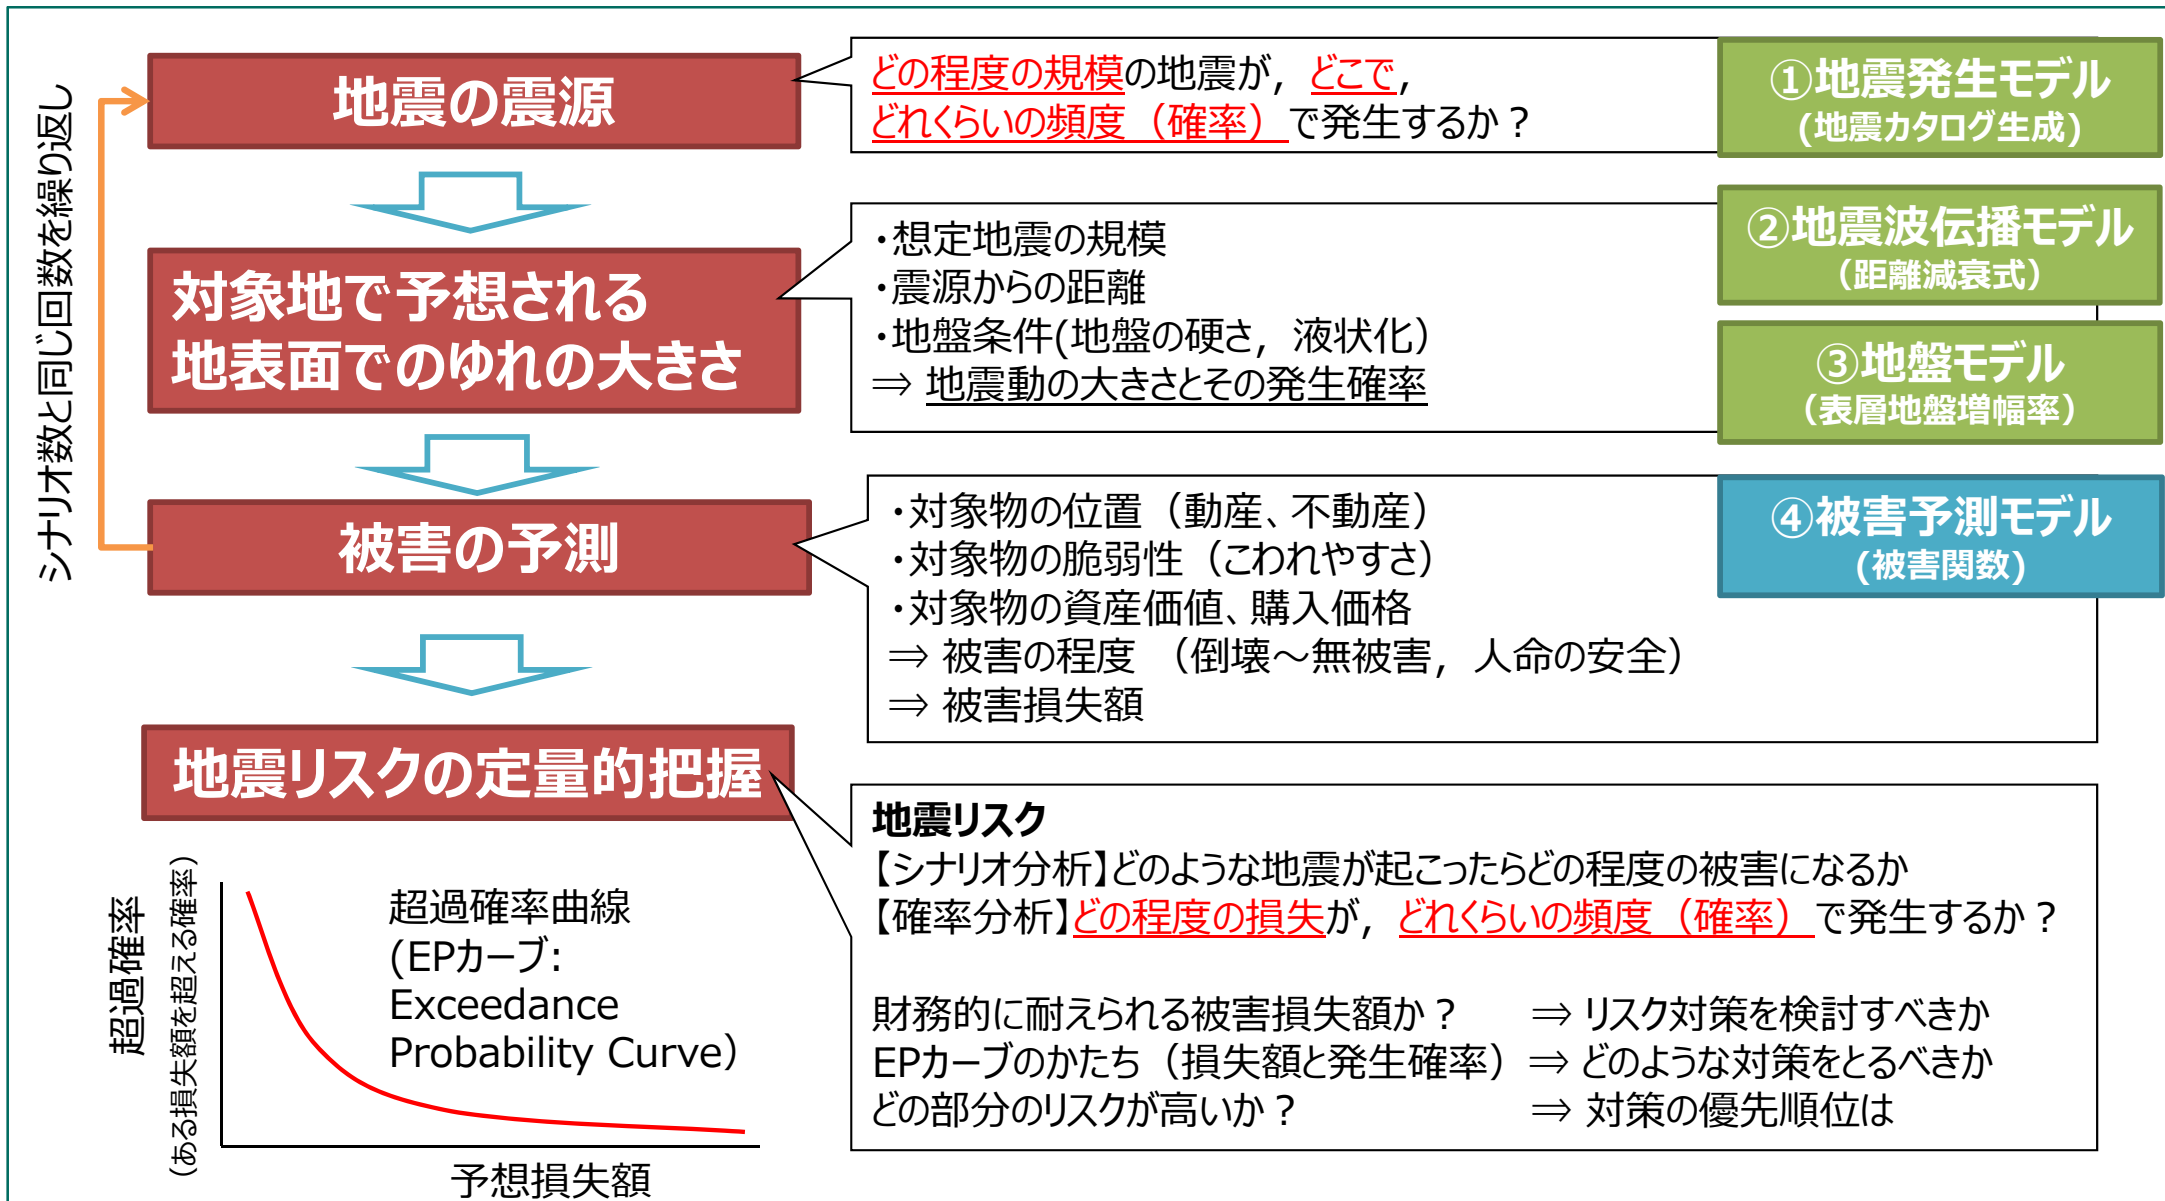 シナリオ数と同じ回数を繰り返し
地震の震源
どの程度の規模の地震が，どこで，
どれくらいの頻度（確率）で発生するか？
①地震発生モデル
(地震カタログ生成)
対象地で予想される
地表面でのゆれの大きさ
・想定地震の規模
・震源からの距離
・地盤条件(地盤の硬さ，液状化）
⇒ 地震動の大きさとその発生確率
②地震波伝播モデル
（距離減衰式）
③地盤モデル
（表層地盤増幅率）
被害の予測
・対象物の位置（動産、不動産）
・対象物の脆弱性（こわれやすさ）
・対象物の資産価値、購入価格
⇒ 被害の程度 （倒壊～無被害，人命の安全）
⇒ 被害損失額
④被害予測モデル
(被害関数)
地震リスクの定量的把握
地震リスク
【シナリオ分析】どのような地震が起こったらどの程度の被害になるか
【確率分析】どの程度の損失が，どれくらいの頻度（確率）で発生するか？
財務的に耐えられる被害損失額か？ ⇒ リスク対策を検討すべきか
EPカーブのかたち（損失額と発生確率） ⇒ どのような対策をとるべきか
どの部分のリスクが高いか？ ⇒ 対策の優先順位は
超過確率
（ある損失額を超える確率）
超過確率曲線
(EPカーブ:
Exceedance
Probability Curve）
予想損失額